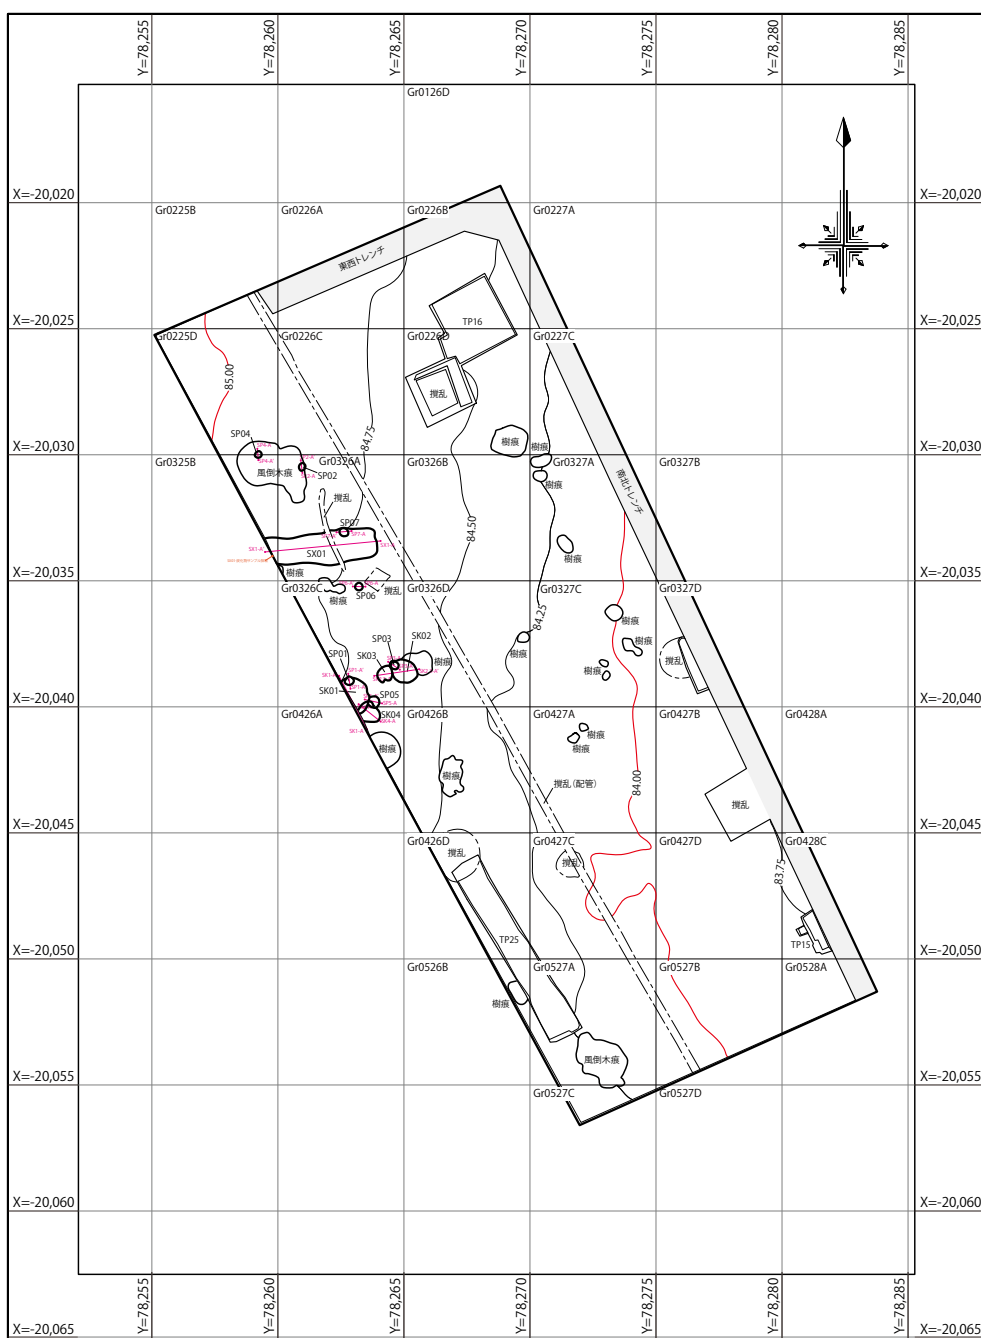 Y=78,255
Y=78,260
Y=78,265
Y=78,270
Y=78,275
Y=78,280
Y=78,285
Gr0126D
X=-20,020
X=-20,020
Gr0225B
Gr0226A
Gr0226B
Gr0227A
東西トレンチ
TP16
X=-20,025
X=-20,025
Gr0225D
Gr0226C
Gr0226D
Gr0227C
85.00
撹乱
84.75
SP04
SP4-A
SP4-A'
樹痕
樹痕
X=-20,030
X=-20,030
Gr0325B
Gr0326A
Gr0326B
Gr0327A
Gr0327B
風倒木痕
SP02
樹痕
南北トレンチ
撹乱
84.50
SP07
SP7-A
SX1-A'
SX01
SX1-A
樹痕
樹痕
X=-20,035
X=-20,035
Gr0326C
Gr0326D
Gr0327C
Gr0327D
樹痕
SP06
撹乱
84.25
樹痕
樹痕
樹痕
SP03
SK02
SP01
SK03
樹痕
撹乱
樹痕
SP1-A'
SK01
SP05
SP5-A
X=-20,040
X=-20,040
Gr0426A
SK04
Gr0426B
Gr0427A
Gr0427B
Gr0428A
SK4-A
SK1-A
樹痕
樹痕
樹痕
樹痕
撹乱（配管）
84.00
撹乱
X=-20,045
X=-20,045
Gr0426D
Gr0427C
Gr0427D
Gr0428C
撹乱
撹乱
83.75
TP25
TP15
X=-20,050
X=-20,050
Gr0526B
Gr0527A
Gr0527B
Gr0528A
樹痕
風倒木痕
X=-20,055
X=-20,055
Gr0527C
Gr0527D
X=-20,060
X=-20,060
Y=78,255
Y=78,260
Y=78,265
Y=78,270
Y=78,275
Y=78,280
Y=78,285
X=-20,065
X=-20,065